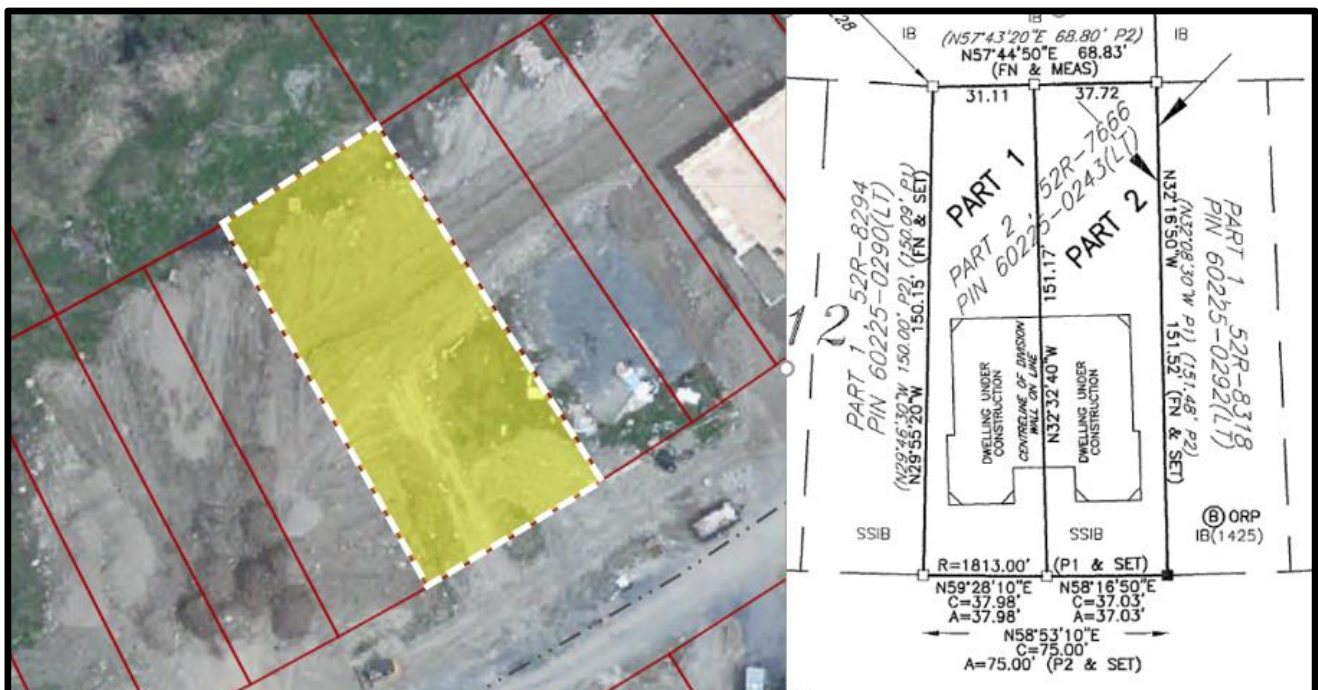 IB
IB
IB
(N57°43'20"E 68.80' P2)
N57°44'50"E 68.83'
(FN & MEAS)
31.11
37.72
PART 1
PART 2, 52R-7666
PIN 60225-0243(LT)
PART 2
12
PART 1 52R-8294
PIN 60225-0290(LT)
(N29°46'30"W 150.00' P2) (150.09' P1)
N29°55'20"W 150.15' (FN & SET)
151.17'
N32°32'40"W
CENTRELINE OF DIVISION
WALL ON LINE
DWELLING UNDER
CONSTRUCTION
DWELLING UNDER
CONSTRUCTION
N32°16'50"W 151.52' (FN & SET)
(N32°08'30"W P1) (151.48' P2)
PART 1 52R-8318
PIN 60225-0292(LT)
SSIB
SSIB
B ORP
IB(1425)
R=1813.00' (P1 & SET)
N59°28'10"E
C=37.98'
A=37.98'
N58°16'50"E
C=37.03'
A=37.03'
N58°53'10"E
C=75.00'
A=75.00' (P2 & SET)